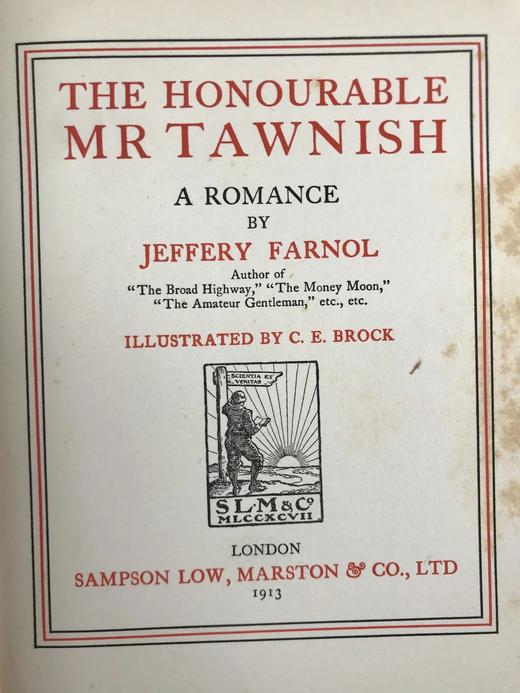 THE HONOURABLE
MR TAWNISH
A ROMANCE
BY
JEFFERY FARNOL
Author of
"The Broad Highway," "The Money Moon,"
"The Amateur Gentleman," etc., etc.
ILLUSTRATED BY C. E. BROCK
SCIENTIA ET
VERITAS
S.L.M & Co
MLCCXCVII
LONDON
SAMPSON LOW, MARSTON & CO., LTD
1913